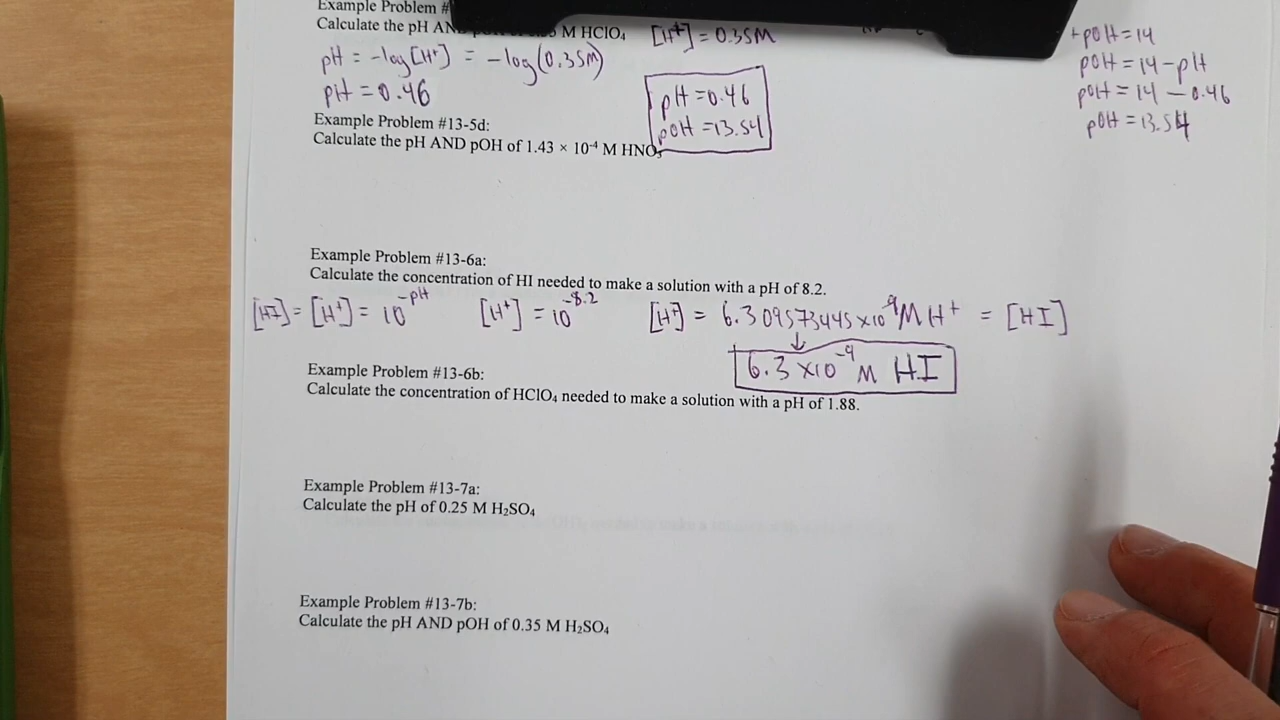 Example Problem #
Calculate the pH AND pOH of 0.35 M HClO₄ [H⁺] = 0.35M
pH = -log[H⁺] = -log(0.35M)
pH = 0.46
pH = 0.46
pOH = 13.54
+ pOH = 14
pOH = 14 - pH
pOH = 14 - 0.46
pOH = 13.54
Example Problem #13-5d:
Calculate the pH AND pOH of 1.43 × 10⁻⁴ M HNO₃
Example Problem #13-6a:
Calculate the concentration of HI needed to make a solution with a pH of 8.2.
[HI] = [H⁺] = 10⁻ᵖᴴ [H⁺] = 10⁻⁸·² [H⁺] = 6.309573445 ×10⁻⁹ M H⁺ = [HI]
↓
6.3 ×10⁻⁹ M HI
Example Problem #13-6b:
Calculate the concentration of HClO₄ needed to make a solution with a pH of 1.88.
Example Problem #13-7a:
Calculate the pH of 0.25 M H₂SO₄
Example Problem #13-7b:
Calculate the pH AND pOH of 0.35 M H₂SO₄